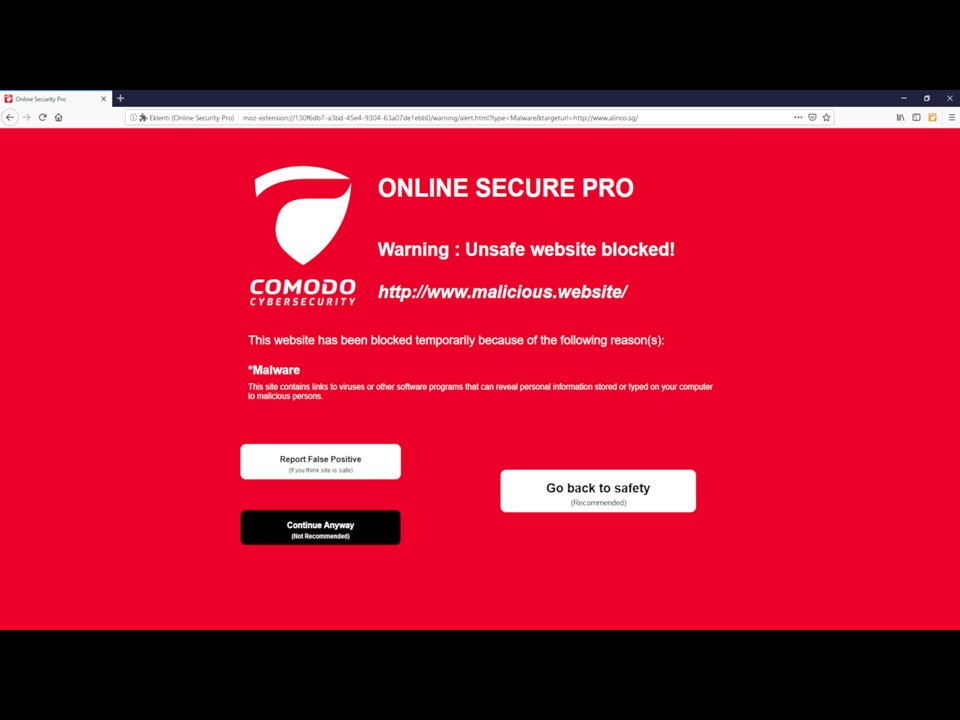 Online Security Pro
Eklenti (Online Security Pro)
moz-extension://130f6db7-a3bd-45e4-9304-63a07de1ebb0/warning/alert.html?type=Malware&targeturl=http://www.alinco.sg/
ONLINE SECURE PRO
Warning : Unsafe website blocked!
COMODO
CYBERSECURITY
http://www.malicious.website/
This website has been blocked temporarily because of the following reason(s):
*Malware
This site contains links to viruses or other software programs that can reveal personal information stored or typed on your computer
to malicious persons.
Report False Positive
(If you think site is safe)
Go back to safety
(Recommended)
Continue Anyway
(Not Recommended)